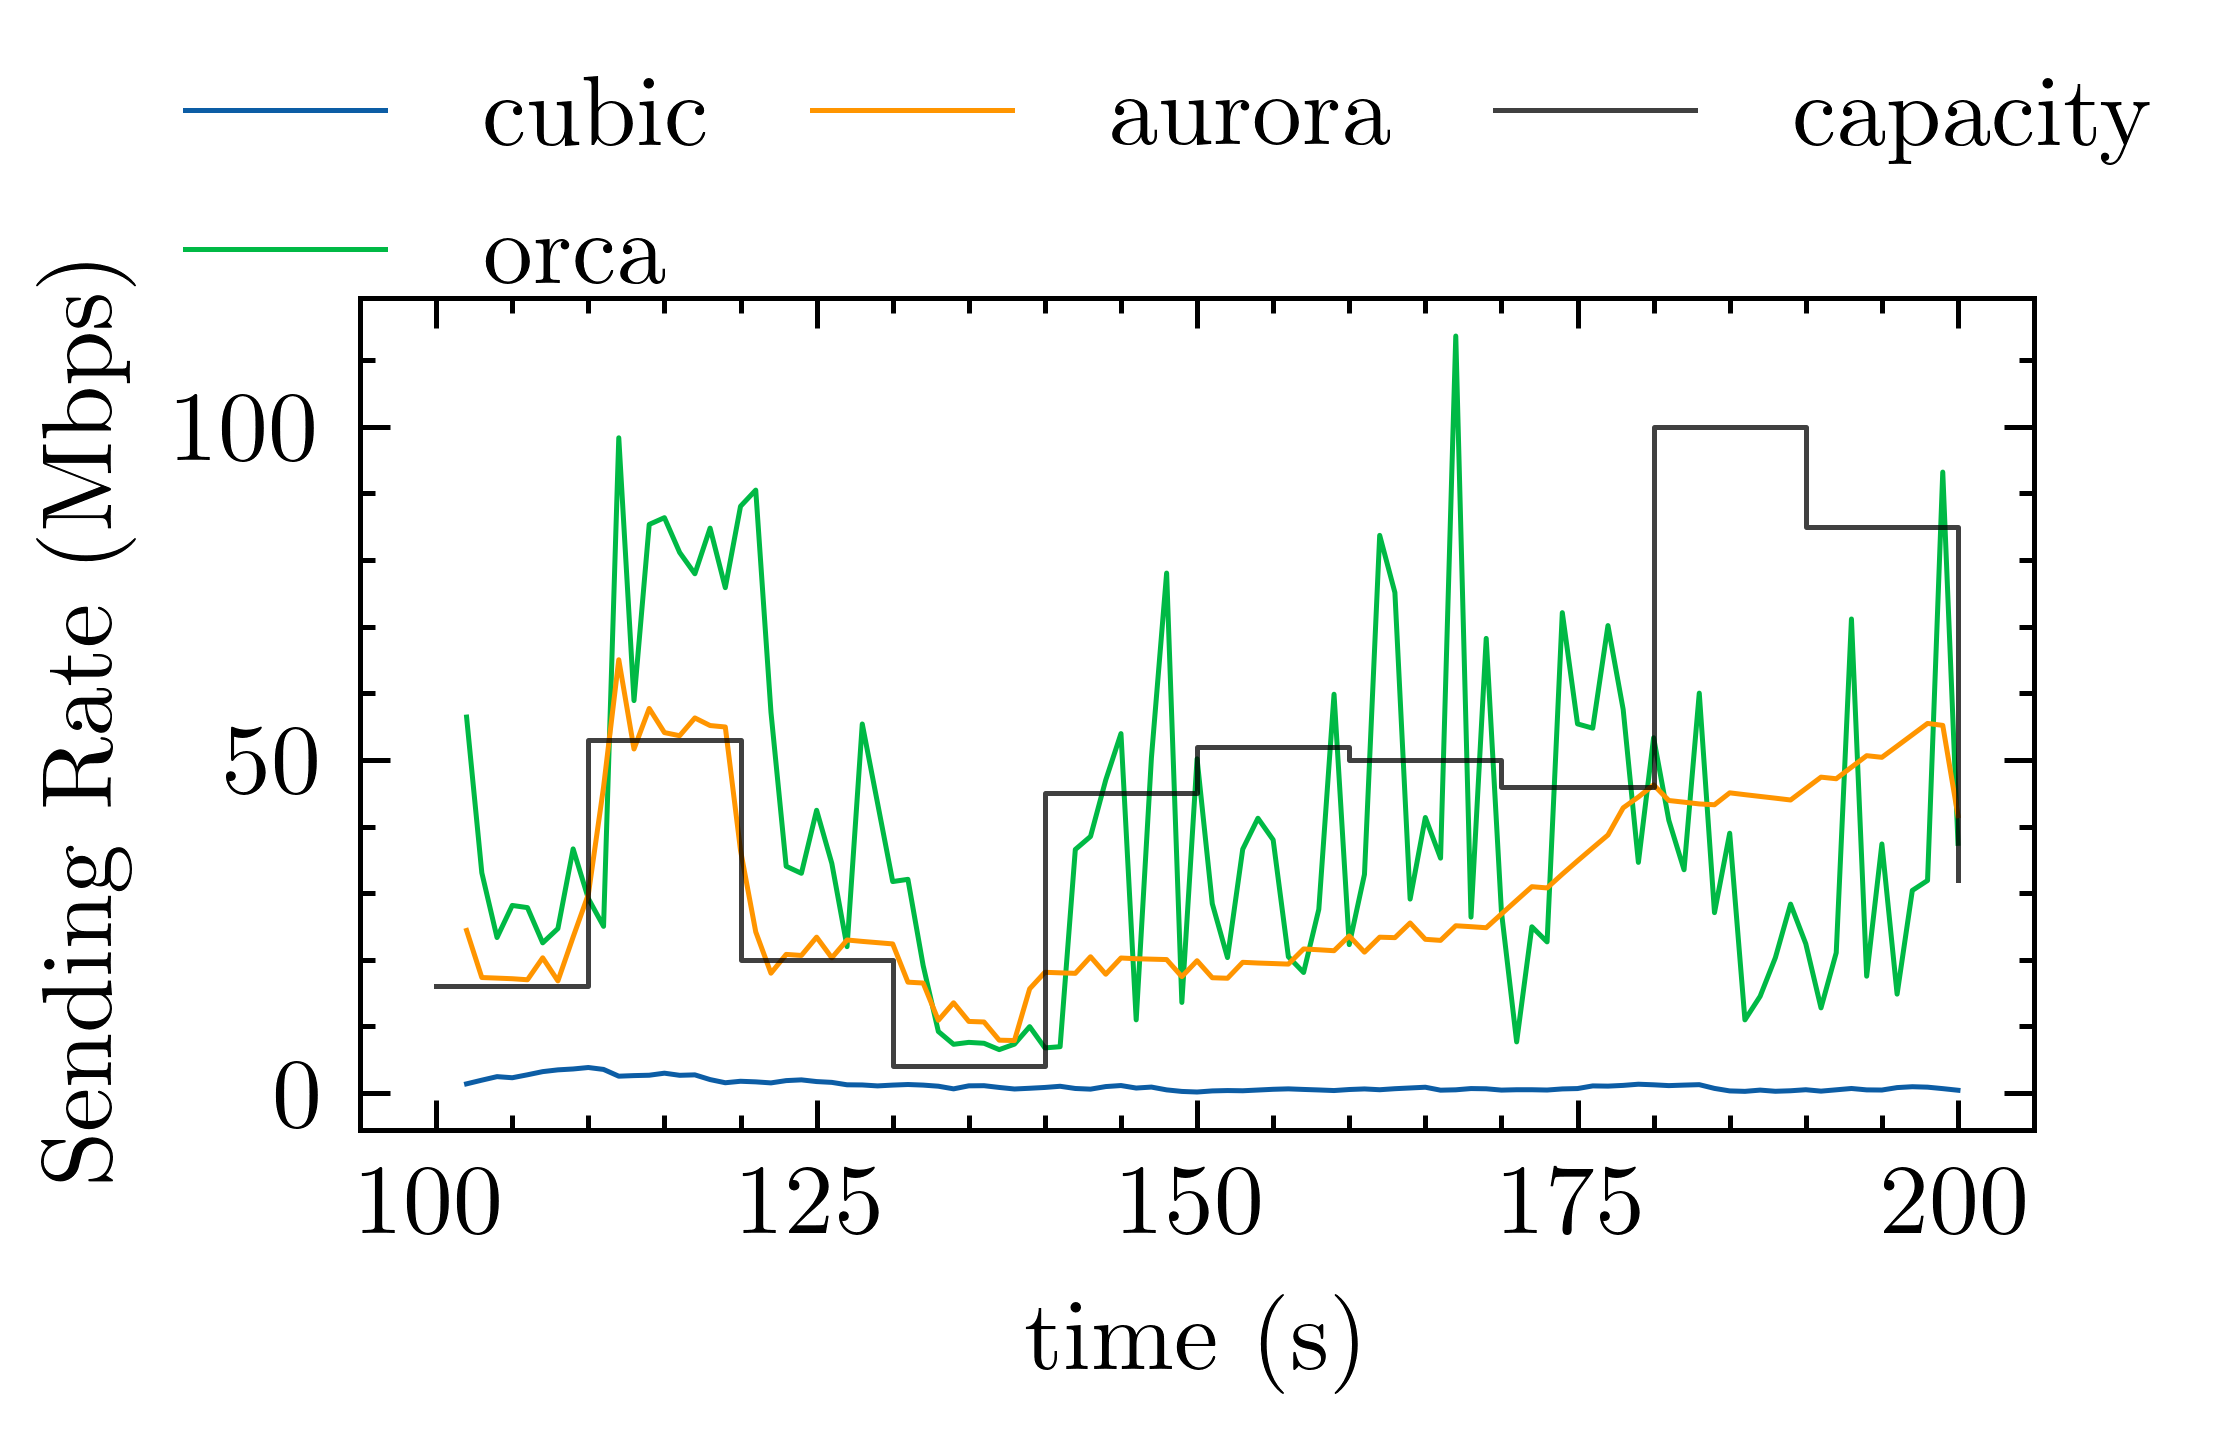 cubic aurora capacity
orca
Sending Rate (Mbps)
100
50
0
100 125 150 175 200
time (s)